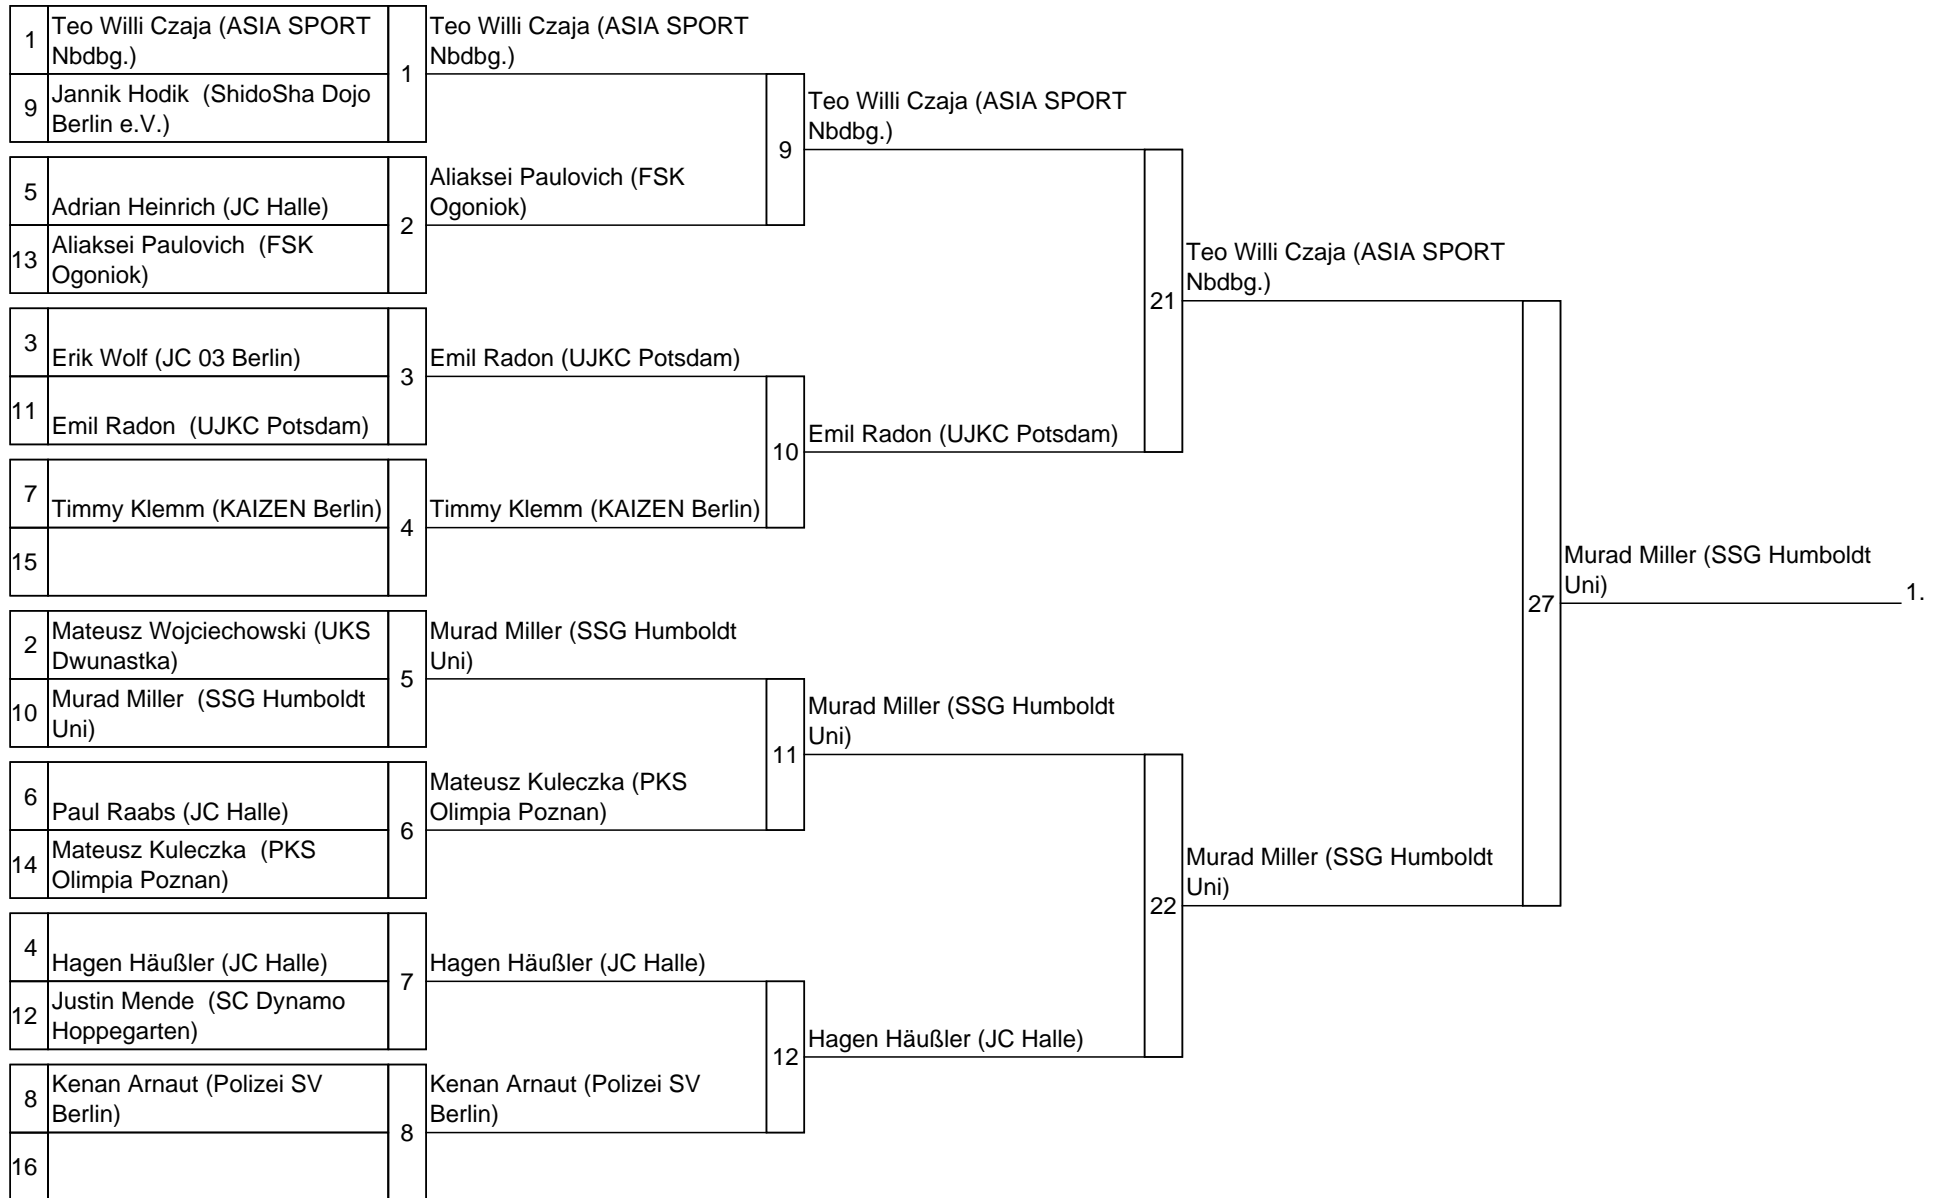 1
Teo Willi Czaja (ASIA SPORT
Nbdbg.)
9
Jannik Hodik  (ShidoSha Dojo
Berlin e.V.)
1
5
Adrian Heinrich (JC Halle)
13
Aliaksei Paulovich  (FSK
Ogoniok)
2
3
Erik Wolf (JC 03 Berlin)
11
Emil Radon  (UJKC Potsdam)
3
7
Timmy Klemm (KAIZEN Berlin)
15
4
2
Mateusz Wojciechowski (UKS
Dwunastka)
10
Murad Miller  (SSG Humboldt
Uni)
5
6
Paul Raabs (JC Halle)
14
Mateusz Kuleczka  (PKS
Olimpia Poznan)
6
4
Hagen Häußler (JC Halle)
12
Justin Mende  (SC Dynamo
Hoppegarten)
7
8
Kenan Arnaut (Polizei SV
Berlin)
16
8
Teo Willi Czaja (ASIA SPORT
Nbdbg.)
Aliaksei Paulovich (FSK
Ogoniok)
9
Emil Radon (UJKC Potsdam)
Timmy Klemm (KAIZEN Berlin)
10
Murad Miller (SSG Humboldt
Uni)
Mateusz Kuleczka (PKS
Olimpia Poznan)
11
Hagen Häußler (JC Halle)
Kenan Arnaut (Polizei SV
Berlin)
12
Teo Willi Czaja (ASIA SPORT
Nbdbg.)
Emil Radon (UJKC Potsdam)
21
Murad Miller (SSG Humboldt
Uni)
Hagen Häußler (JC Halle)
22
Teo Willi Czaja (ASIA SPORT
Nbdbg.)
Murad Miller (SSG Humboldt
Uni)
27
Murad Miller (SSG Humboldt
Uni)
1.